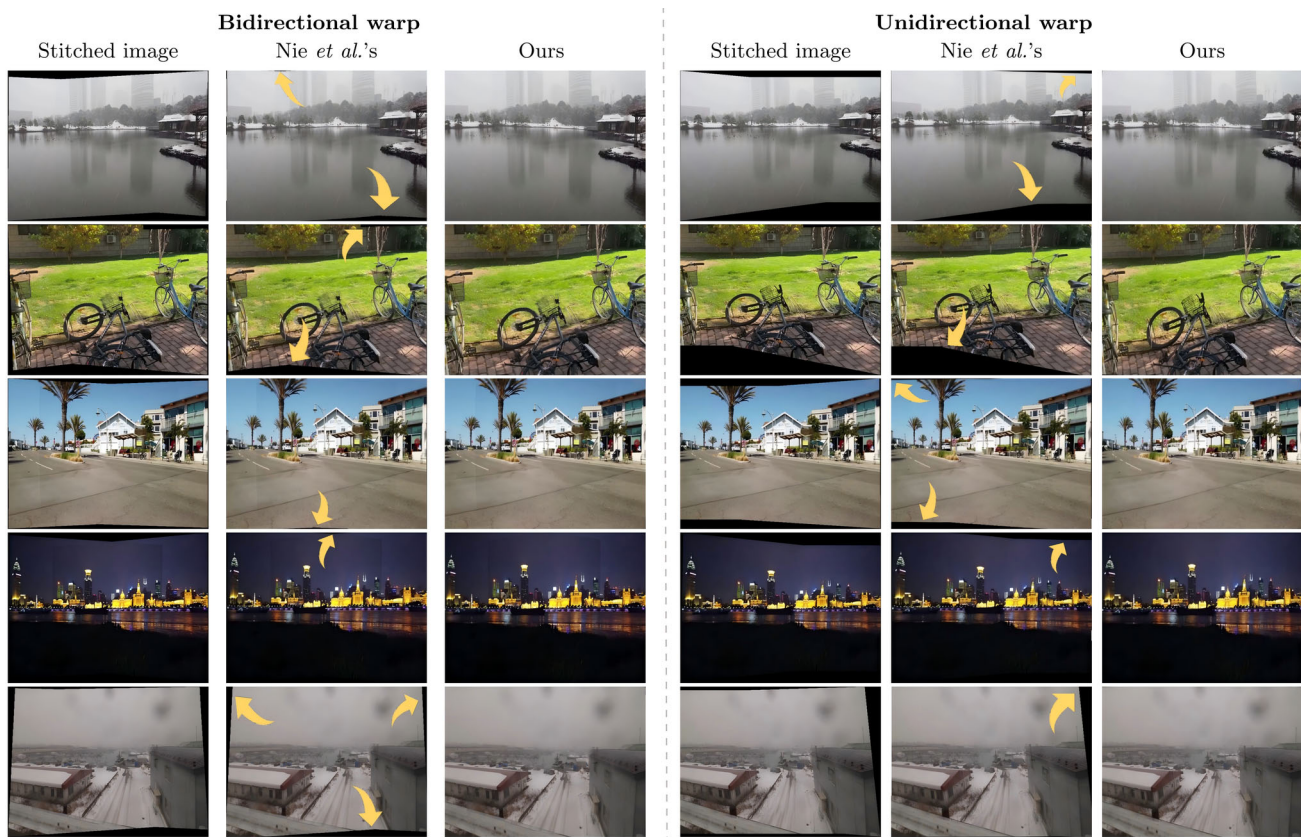 Bidirectional warp
Unidirectional warp
Stitched image
Nie et al.'s
Ours
Stitched image
Nie et al.'s
Ours